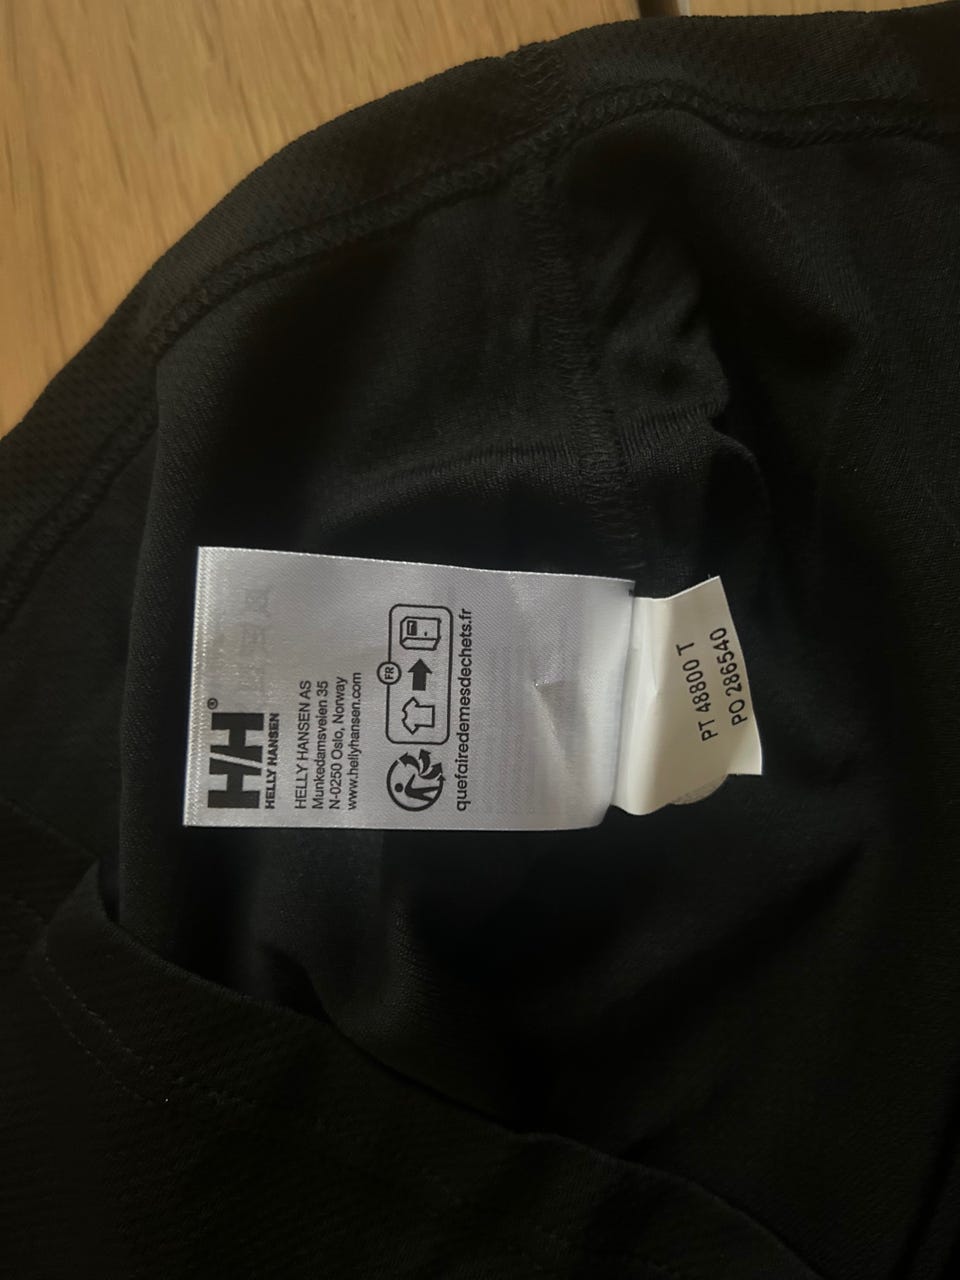 H/H®
HELLY HANSEN
HELLY HANSEN AS
Munkedamsveien 35
N-0250 Oslo, Norway
www.hellyhansen.com
FR
quefairedemesdechets.fr
PT 48800 T
PO 286540